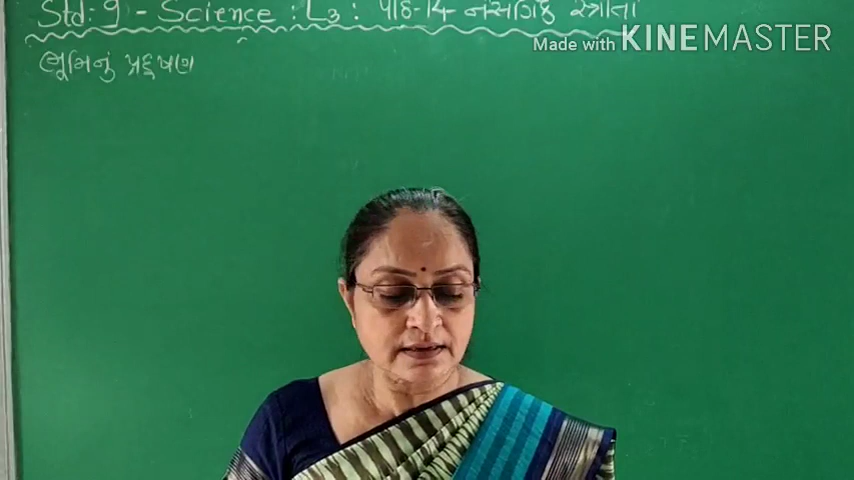 Std: 9 - Science : L3 : પાઠ-14 નૈસર્ગિક સ્ત્રોતો
Made with KINEMASTER
ભૂમિનું પ્રદૂષણ